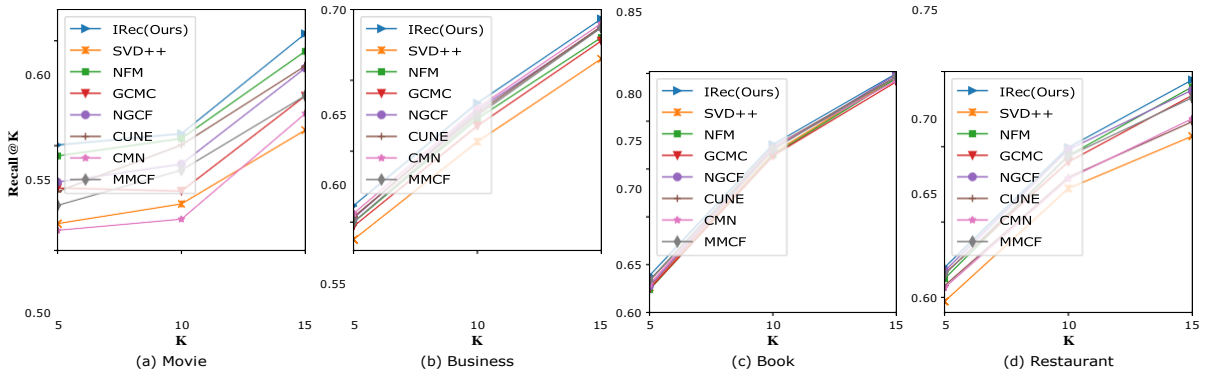 Recall@K
0.60
0.55
0.50
IRec(Ours)
SVD++
NFM
GCMC
NGCF
CUNE
CMN
MMCF
5
10
15
K
(a) Movie
0.70
0.65
0.60
0.55
IRec(Ours)
SVD++
NFM
GCMC
NGCF
CUNE
CMN
MMCF
5
10
15
K
(b) Business
0.85
0.80
0.75
0.70
0.65
0.60
IRec(Ours)
SVD++
NFM
GCMC
NGCF
CUNE
CMN
MMCF
5
10
15
K
(c) Book
0.75
0.70
0.65
0.60
IRec(Ours)
SVD++
NFM
GCMC
NGCF
CUNE
CMN
MMCF
5
10
15
K
(d) Restaurant